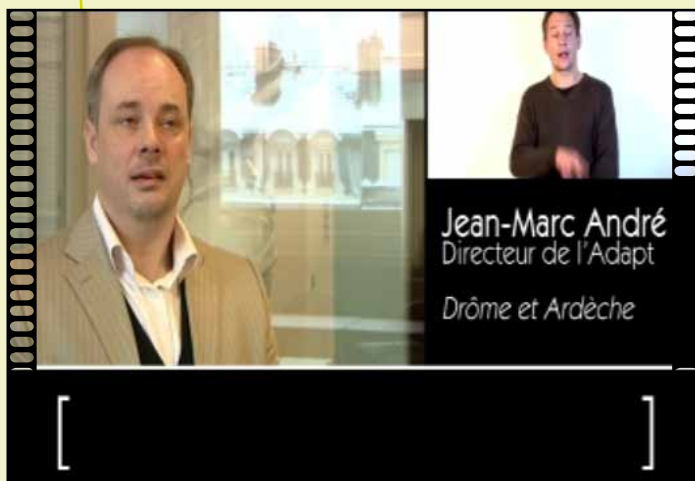 Jean-Marc André
Directeur de l'Adapt
Drôme et Ardèche
[ ]